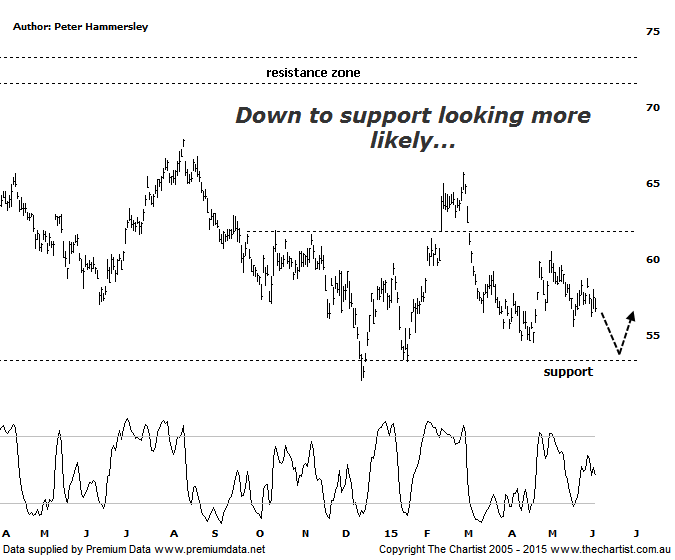 Author: Peter Hammersley
75
resistance zone
70
Down to support looking more
likely...
65
60
55
support
A M J J A S O N D 15 F M A M J J
Data supplied by Premium Data www.premiumdata.net
Copyright The Chartist 2005 - 2015 www.thechartist.com.au